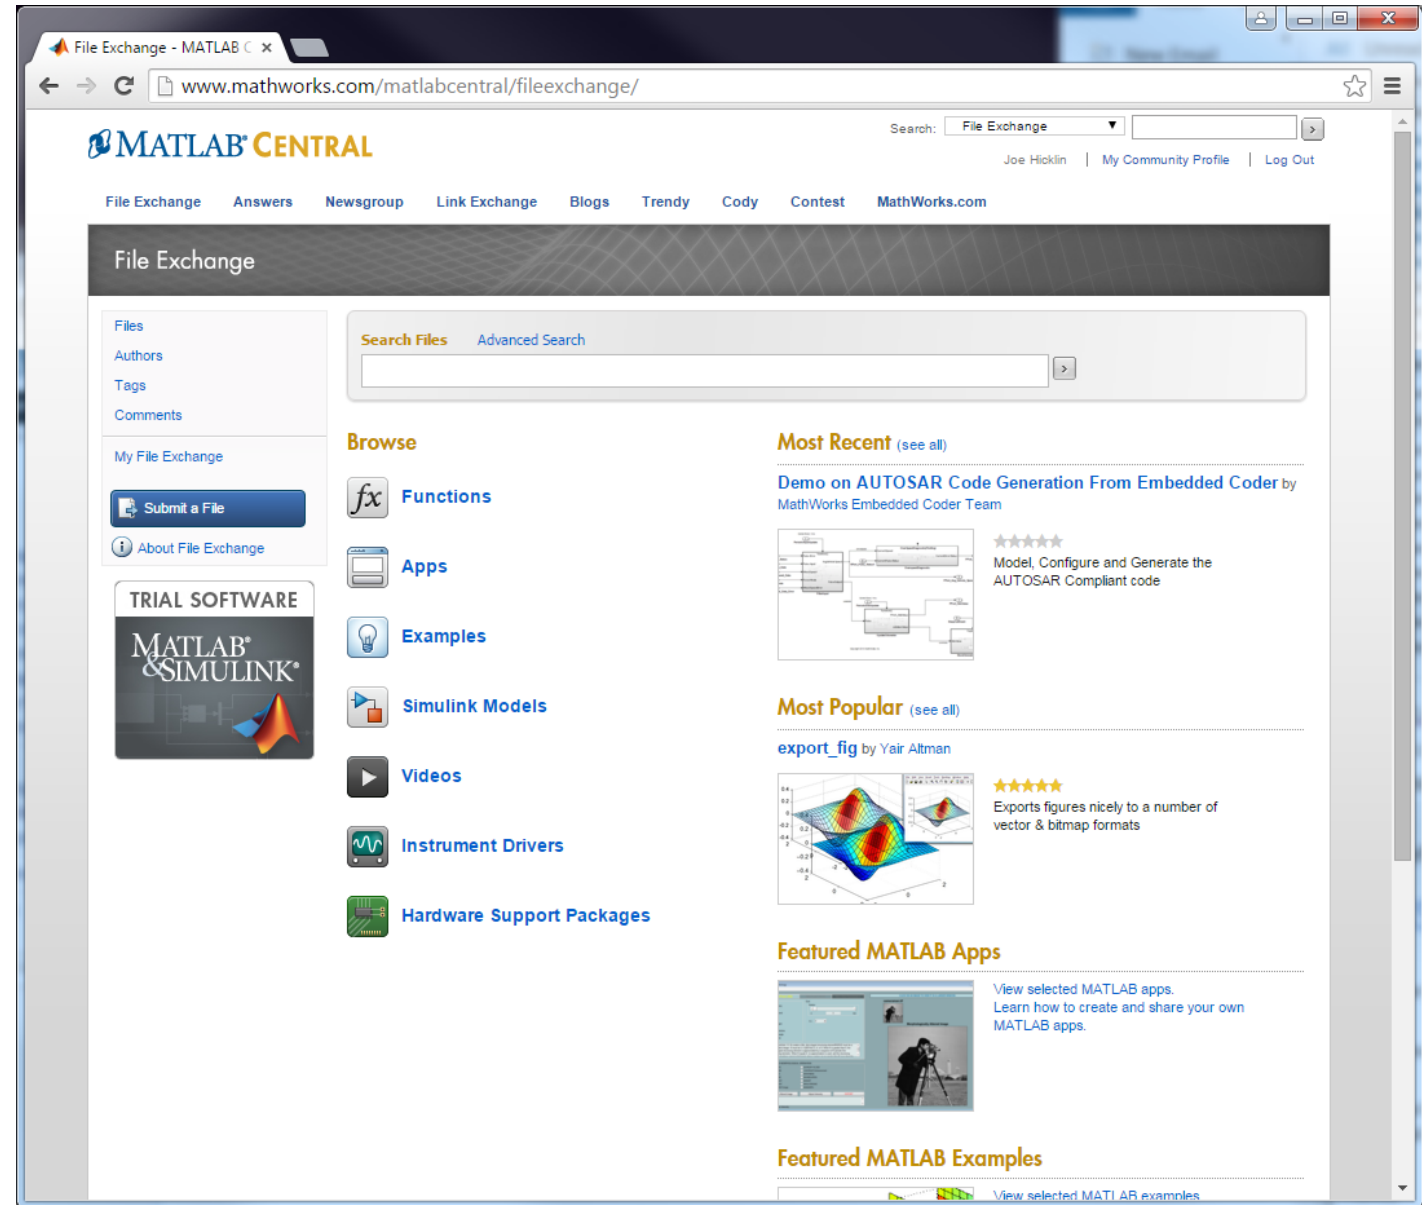 File Exchange - MATLAB C
www.mathworks.com/matlabcentral/fileexchange/
New Email
MATLAB® CENTRAL
Search: File Exchange
Joe Hicklin | My Community Profile | Log Out
File Exchange Answers Newsgroup Link Exchange Blogs Trendy Cody Contest MathWorks.com
File Exchange
Files
Authors
Tags
Comments
My File Exchange
Submit a File
About File Exchange
TRIAL SOFTWARE
MATLAB®
&SIMULINK®
Search Files Advanced Search
Browse
fx Functions
Apps
Examples
Simulink Models
Videos
Instrument Drivers
Hardware Support Packages
Most Recent (see all)
Demo on AUTOSAR Code Generation From Embedded Coder by
MathWorks Embedded Coder Team
Model, Configure and Generate the
AUTOSAR Compliant code
Most Popular (see all)
export_fig by Yair Altman
Exports figures nicely to a number of
vector & bitmap formats
Featured MATLAB Apps
View selected MATLAB apps.
Learn how to create and share your own
MATLAB apps.
Featured MATLAB Examples
View selected MATLAB examples